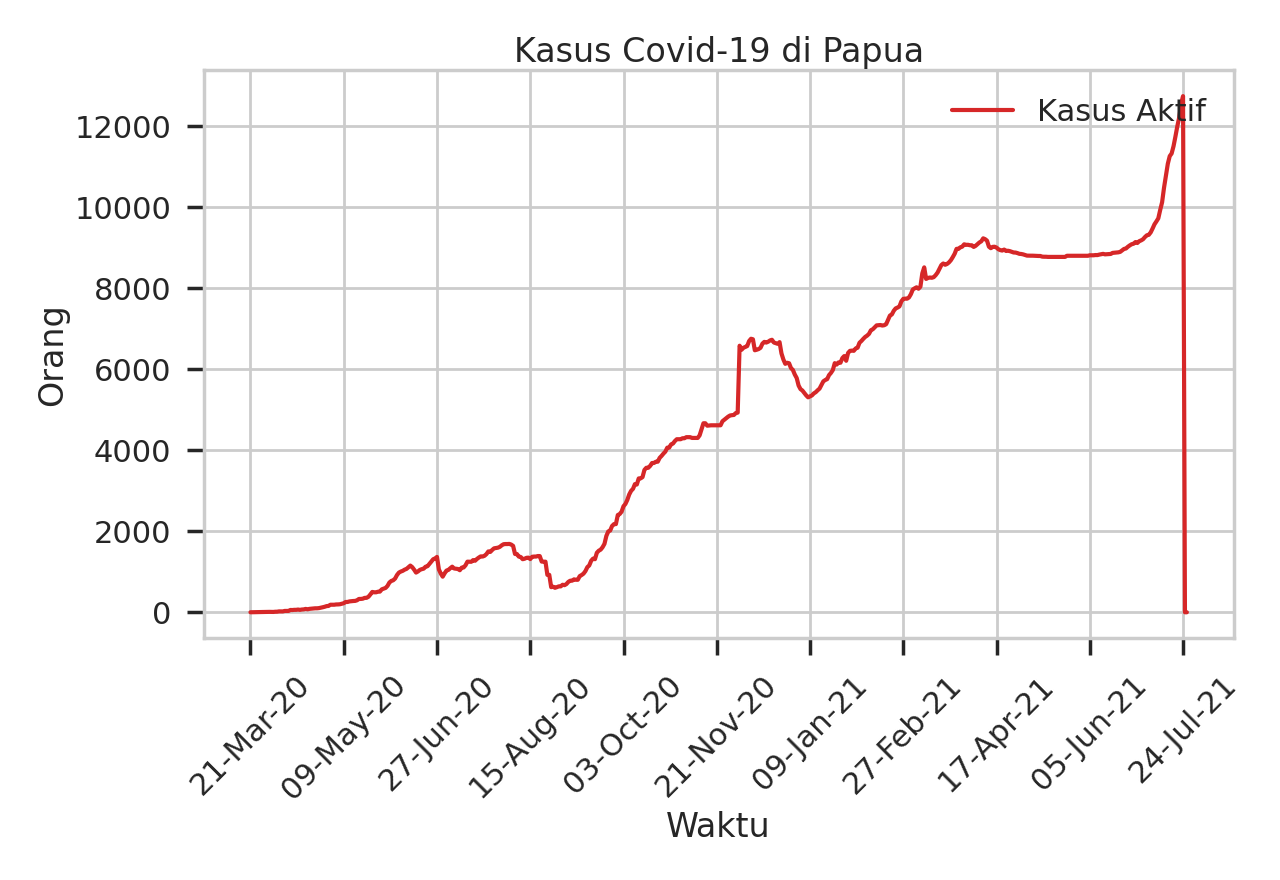 Kasus Covid-19 di Papua
Kasus Aktif
12000
10000
8000
6000
4000
2000
0
Orang
21-Mar-20
09-May-20
27-Jun-20
15-Aug-20
03-Oct-20
21-Nov-20
09-Jan-21
27-Feb-21
17-Apr-21
05-Jun-21
24-Jul-21
Waktu